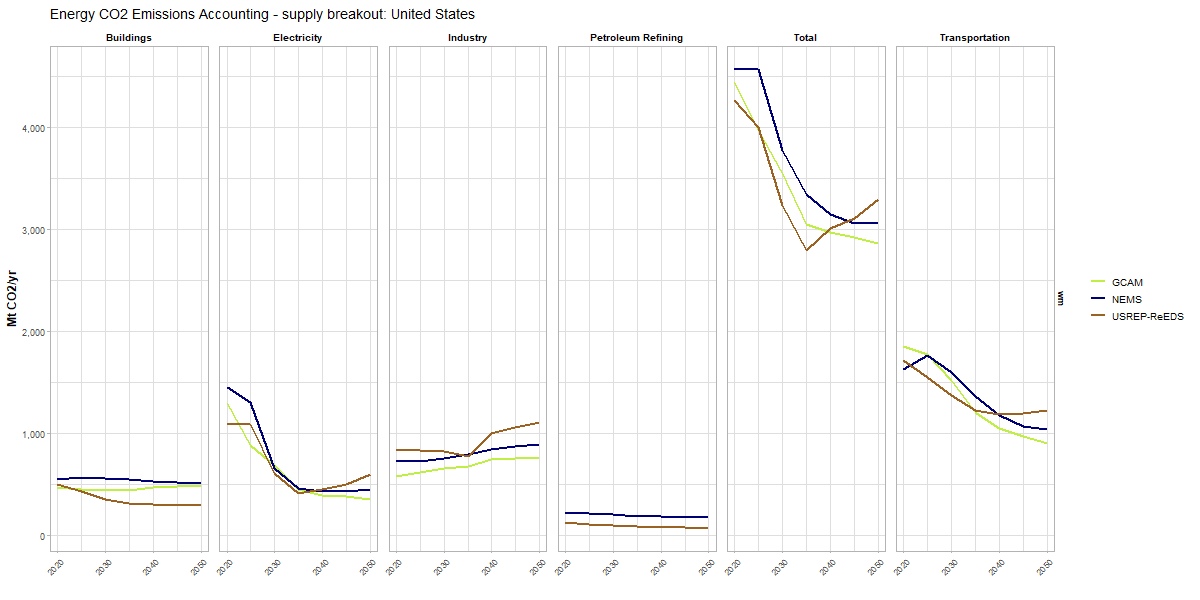 Energy CO2 Emissions Accounting - supply breakout: United States
Buildings
Electricity
Industry
Petroleum Refining
Total
Transportation
Mt CO2/yr
4,000
3,000
2,000
1,000
0
2020
2030
2040
2050
2020
2030
2040
2050
2020
2030
2040
2050
2020
2030
2040
2050
2020
2030
2040
2050
2020
2030
2040
2050
wm
GCAM
NEMS
USREP-ReEDS